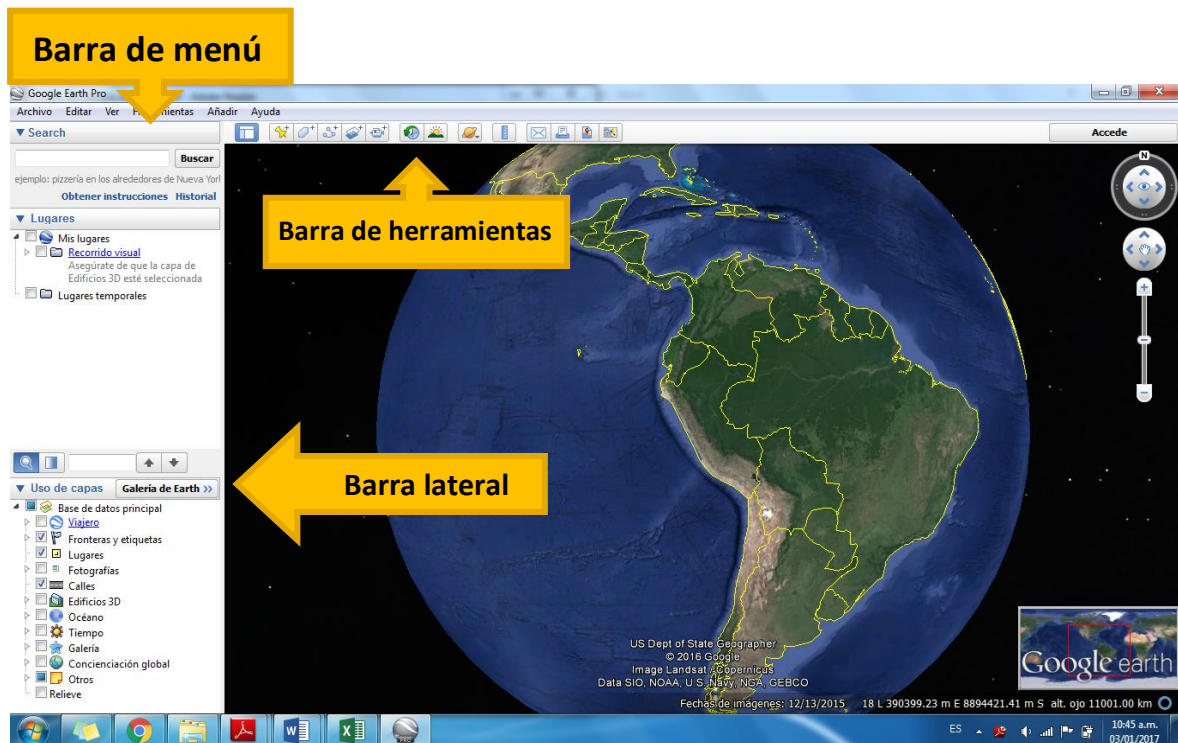 Barra de menú
Google Earth Pro
Archivo Editar Ver Herramientas Añadir Ayuda
Search
Accede
Buscar
ejemplo: pizzería en los alrededores de Nueva Yorl
Obtener instrucciones Historial
Lugares
Mis lugares
Recorrido visual
Asegúrate de que la capa de
Edificios 3D esté seleccionada
Lugares temporales
Barra de herramientas
N
Barra lateral
Uso de capas Galería de Earth >>
Base de datos principal
Viajero
Fronteras y etiquetas
Lugares
Fotografías
Calles
Edificios 3D
Océano
Tiempo
Galería
Concienciación global
Otros
Relieve
US Dept of State Geographer
© 2016 Google
Image Landsat / Copernicus
Data SIO, NOAA, U.S. Navy, NGA, GEBCO
Google earth
Fechas de imágenes: 12/13/2015 18 L 390399.23 m E 8894421.41 m S alt. ojo 11001.00 km
PRO
ES
10:45 a.m.
03/01/2017